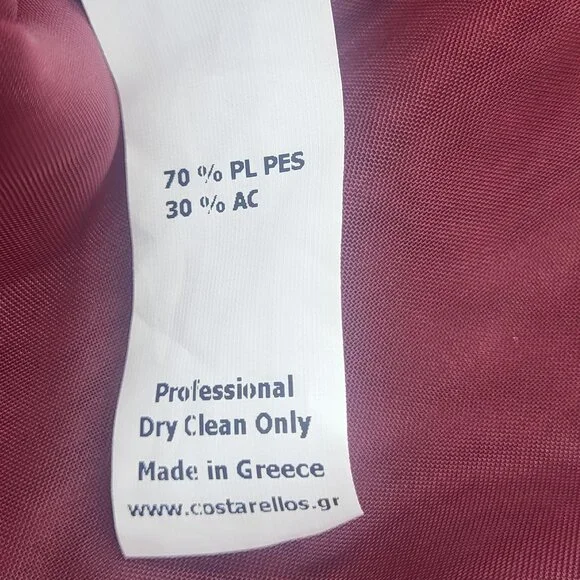 70 % PL PES
30 % AC
Professional
Dry Clean Only
Made in Greece
www.costarellos.gr